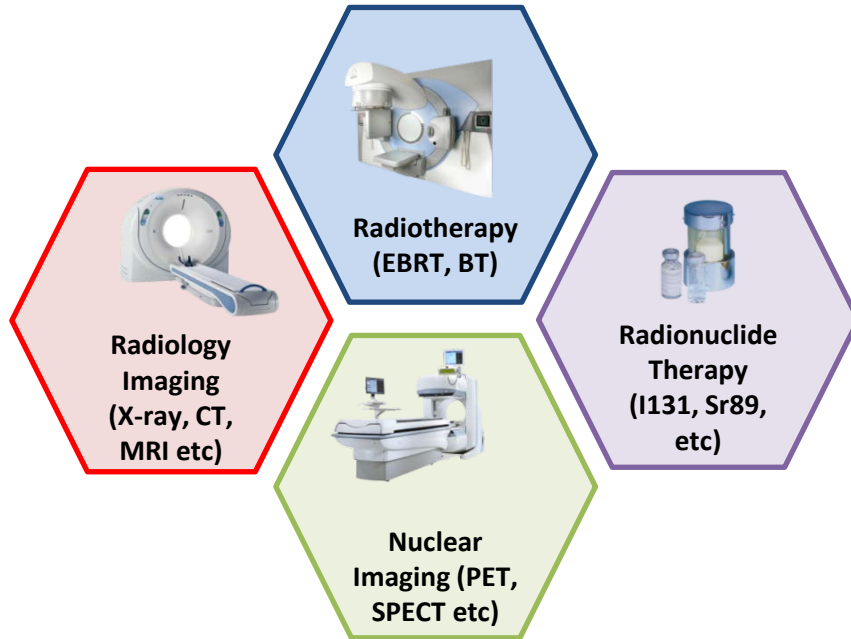 Radiotherapy
(EBRT, BT)
Radiology
Imaging
(X-ray, CT,
MRI etc)
Radionuclide
Therapy
(I131, Sr89,
etc)
Nuclear
Imaging (PET,
SPECT etc)